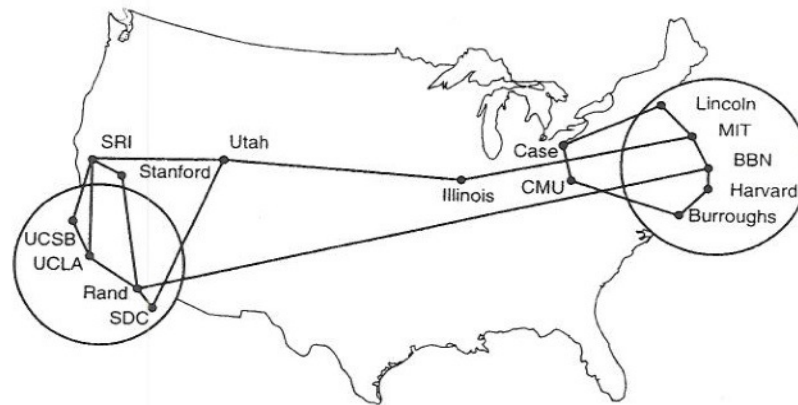 Lincoln
MIT
SRI
Utah
Case
BBN
Stanford
Illinois
CMU
Harvard
Burroughs
UCSB
UCLA
Rand
SDC